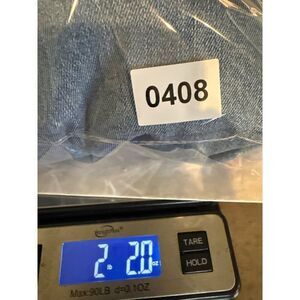 0408
2 lb 2.0 oz
TARE
HOLD
Max:90LB d=0.1OZ